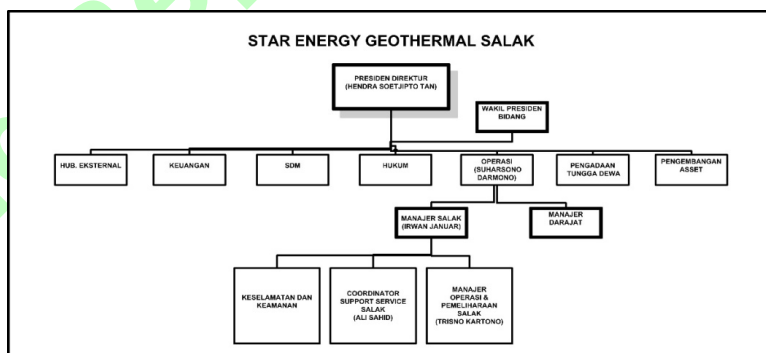 STAR ENERGY GEOTHERMAL SALAK
PRESIDEN DIREKTUR
(HENDRA SOETJIPTO TAN)
WAKIL PRESIDEN
BIDANG
HUB. EKSTERNAL
KEUANGAN
SDM
HUKUM
OPERASI
(SUHARSONO
DARMONO)
PENGADAAN
TUNGGA DEWA
PENGEMBANGAN
ASSET
MANAJER SALAK
(IRWAN JANUAR)
MANAJER
DARAJAT
KESELAMATAN DAN
KEAMANAN
COORDINATOR
SUPPORT SERVICE
SALAK
(ALI SAHID)
MANAJER
OPERASI &
PEMELIHARAAN
SALAK
(TRISNO KARTONO)